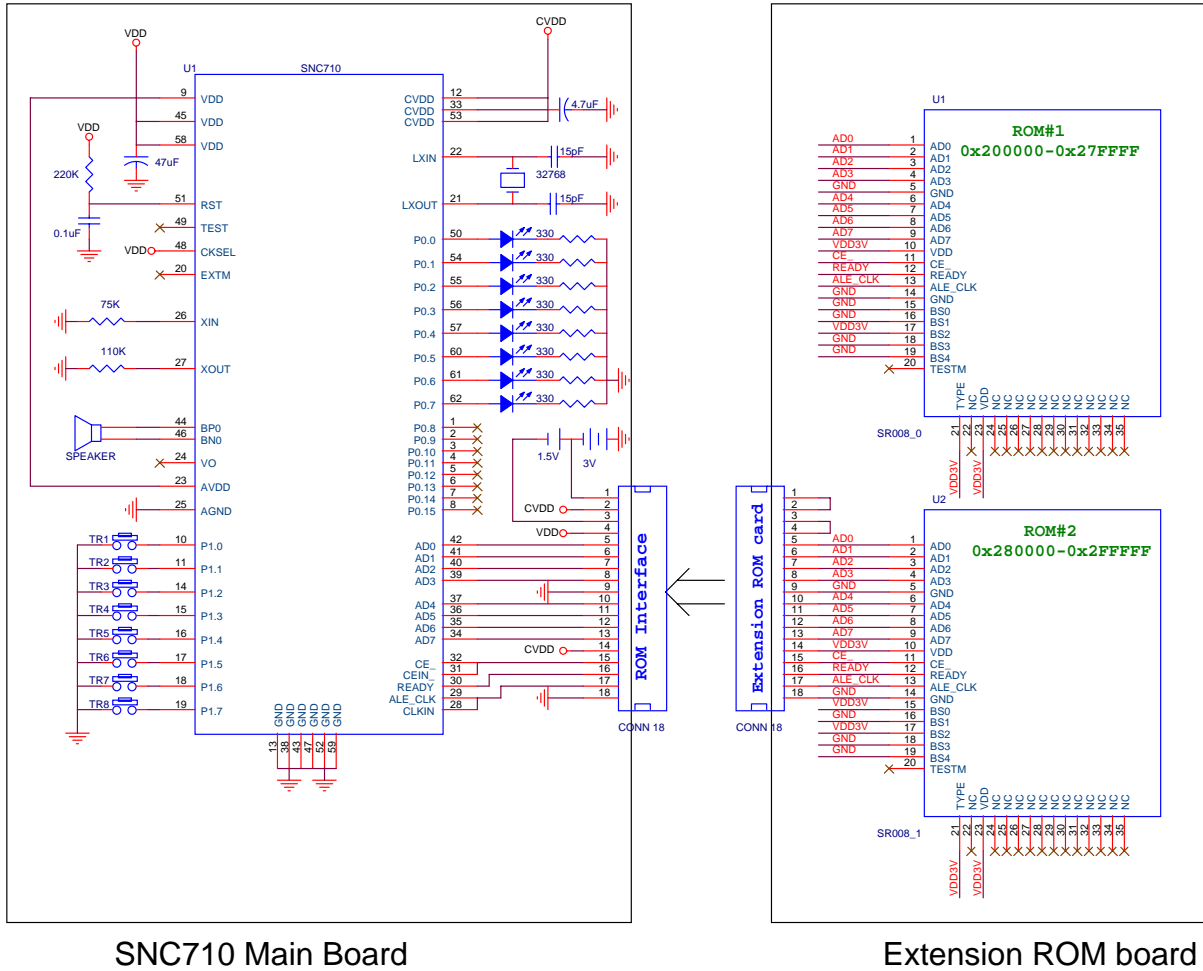 VDD
CVDD
U1
SNC710
9 VDD
45 VDD
58 VDD
47uF
VDD
220K
0.1uF
51 RST
49 TEST
VDD 48 CKSEL
20 EXTM
75K
26 XIN
110K
27 XOUT
44 BP0
46 BN0
SPEAKER
24 VO
23 AVDD
25 AGND
TR1 10 P1.0
TR2 11 P1.1
TR3 14 P1.2
TR4 15 P1.3
TR5 16 P1.4
TR6 17 P1.5
TR7 18 P1.6
TR8 19 P1.7
GND GND GND GND GND GND
13 38 43 47 52 59
CVDD 12
CVDD 33
CVDD 53
4.7uF
LXIN 22 15pF
32768
LXOUT 21 15pF
P0.0 50 330
P0.1 54 330
P0.2 55 330
P0.3 56 330
P0.4 57 330
P0.5 60 330
P0.6 61 330
P0.7 62 330
P0.8 1
P0.9 2
P0.10 3
P0.11 4
P0.12 5
P0.13 6
P0.14 7
P0.15 8
1.5V 3V
CVDD
VDD
AD0 42
AD1 41
AD2 40
AD3 39
AD4 37
AD5 36
AD6 35
AD7 34
CVDD
CE_ 32
CEIN_ 31
READY 30
ALE_CLK 29
CLKIN 28
1
2
3
4
5
6
7
8
9
10
11
12
13
14
15
16
17
18
ROM Interface
CONN 18
Extension ROM card
1
2
3
4
5
6
7
8
9
10
11
12
13
14
15
16
17
18
CONN 18
U1
ROM#1
0x200000-0x27FFFF
AD0 1 AD0
AD1 2 AD1
AD2 3 AD2
AD3 4 AD3
GND 5 GND
AD4 6 AD4
AD5 7 AD5
AD6 8 AD6
AD7 9 AD7
VDD3V 10 VDD
CE_ 11 CE_
READY 12 READY
ALE_CLK 13 ALE_CLK
GND 14 GND
GND 15 BS0
GND 16 BS1
VDD3V 17 BS2
GND 18 BS3
GND 19 BS4
20 TESTM
TYPE NC VDD NC NC NC NC NC NC NC NC NC NC NC NC
21 22 23 24 25 26 27 28 29 30 31 32 33 34 35
SR008_0
VDD3V VDD3V
U2
ROM#2
0x280000-0x2FFFFF
AD0 1 AD0
AD1 2 AD1
AD2 3 AD2
AD3 4 AD3
GND 5 GND
AD4 6 AD4
AD5 7 AD5
AD6 8 AD6
AD7 9 AD7
VDD3V 10 VDD
CE_ 11 CE_
READY 12 READY
ALE_CLK 13 ALE_CLK
GND 14 GND
VDD3V 15 BS0
GND 16 BS1
VDD3V 17 BS2
GND 18 BS3
GND 19 BS4
20 TESTM
TYPE NC VDD NC NC NC NC NC NC NC NC NC NC NC NC
21 22 23 24 25 26 27 28 29 30 31 32 33 34 35
SR008_1
VDD3V VDD3V
SNC710 Main Board
Extension ROM board